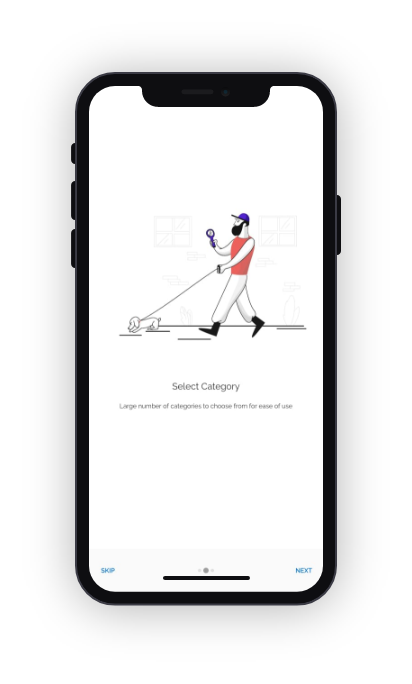 Select Category
Large number of categories to choose from for ease of use
SKIP
NEXT